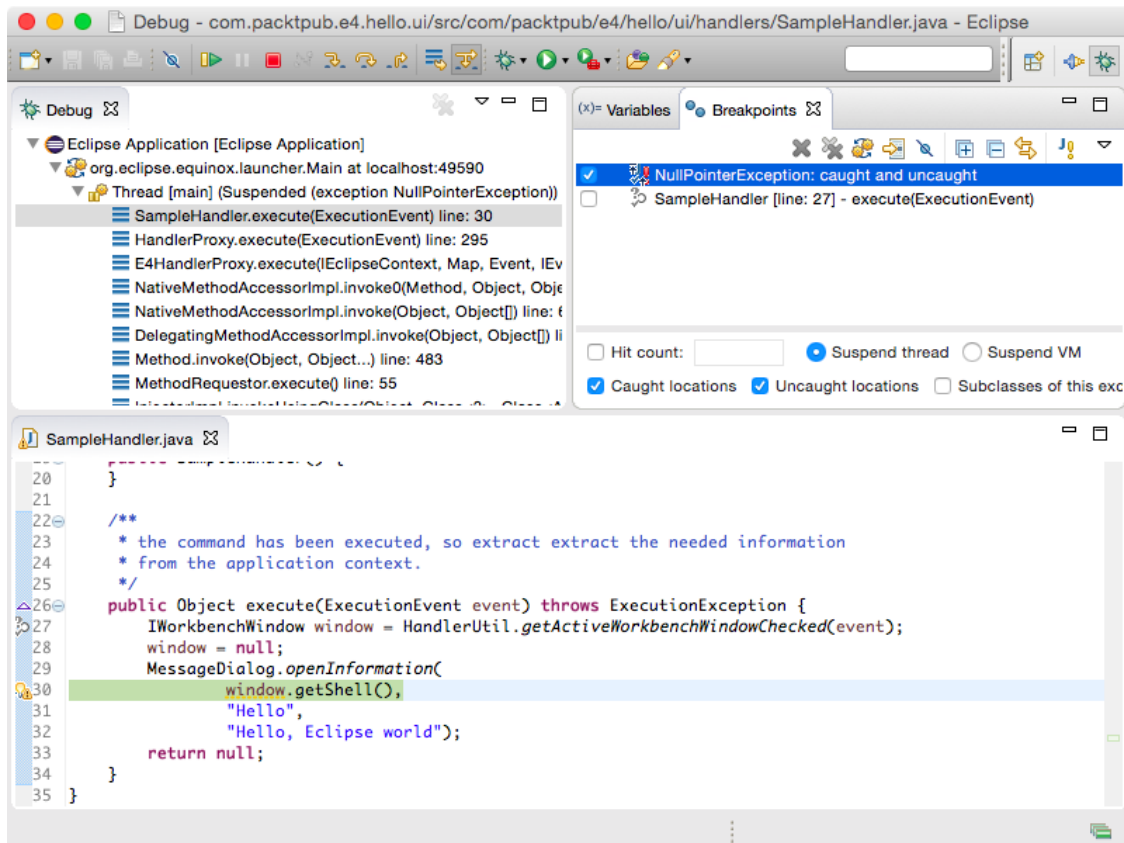 Debug - com.packtpub.e4.hello.ui/src/com/packtpub/e4/hello/ui/handlers/SampleHandler.java - Eclipse
Debug
Eclipse Application [Eclipse Application]
org.eclipse.equinox.launcher.Main at localhost:49590
Thread [main] (Suspended (exception NullPointerException))
SampleHandler.execute(ExecutionEvent) line: 30
HandlerProxy.execute(ExecutionEvent) line: 295
E4HandlerProxy.execute(IEclipseContext, Map, Event, IEv
NativeMethodAccessorImpl.invoke0(Method, Object, Obje
NativeMethodAccessorImpl.invoke(Object, Object[]) line: 6
DelegatingMethodAccessorImpl.invoke(Object, Object[]) li
Method.invoke(Object, Object...) line: 483
MethodRequestor.execute() line: 55
(x)= Variables
Breakpoints
NullPointerException: caught and uncaught
SampleHandler [line: 27] - execute(ExecutionEvent)
Hit count:
Suspend thread
Suspend VM
Caught locations
Uncaught locations
Subclasses of this exc
SampleHandler.java
20 }
21
22 /**
23 * the command has been executed, so extract extract the needed information
24 * from the application context.
25 */
26 public Object execute(ExecutionEvent event) throws ExecutionException {
27 IWorkbenchWindow window = HandlerUtil.getActiveWorkbenchWindowChecked(event);
28 window = null;
29 MessageDialog.openInformation(
30 window.getShell(),
31 "Hello",
32 "Hello, Eclipse world");
33 return null;
34 }
35 }